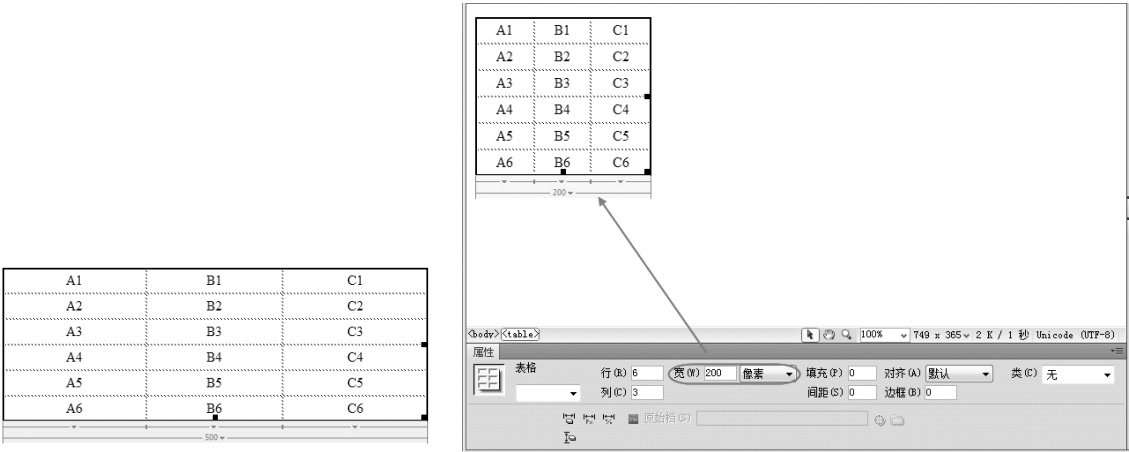 A1 B1 C1
A2 B2 C2
A3 B3 C3
A4 B4 C4
A5 B5 C5
A6 B6 C6
500
A1 B1 C1
A2 B2 C2
A3 B3 C3
A4 B4 C4
A5 B5 C5
A6 B6 C6
200
<body> <table> 100% 749 x 365 2 K / 1 秒 Unicode (UTF-8)
属性
表格 行(R) 6 宽(W) 200 像素 填充(P) 0 对齐(A) 默认 类(C) 无
列(C) 3 间距(S) 0 边框(B) 0
原始档(S)